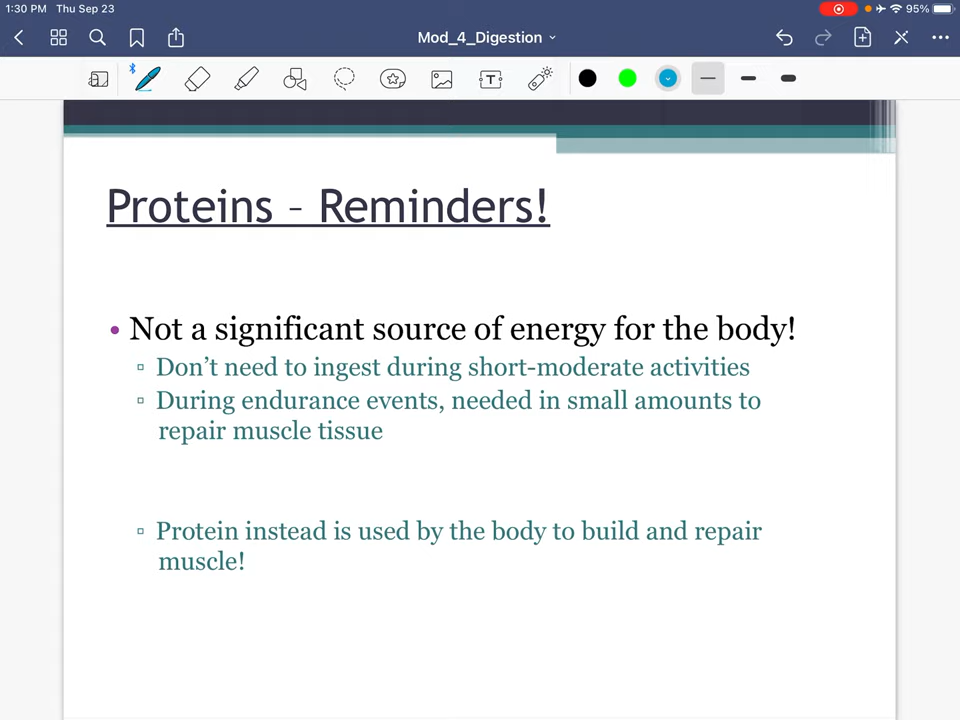 1:30 PM Thu Sep 23
95%
Mod_4_Digestion
T
Proteins – Reminders!
• Not a significant source of energy for the body!
▫ Don’t need to ingest during short-moderate activities
▫ During endurance events, needed in small amounts to
repair muscle tissue
▫ Protein instead is used by the body to build and repair
muscle!